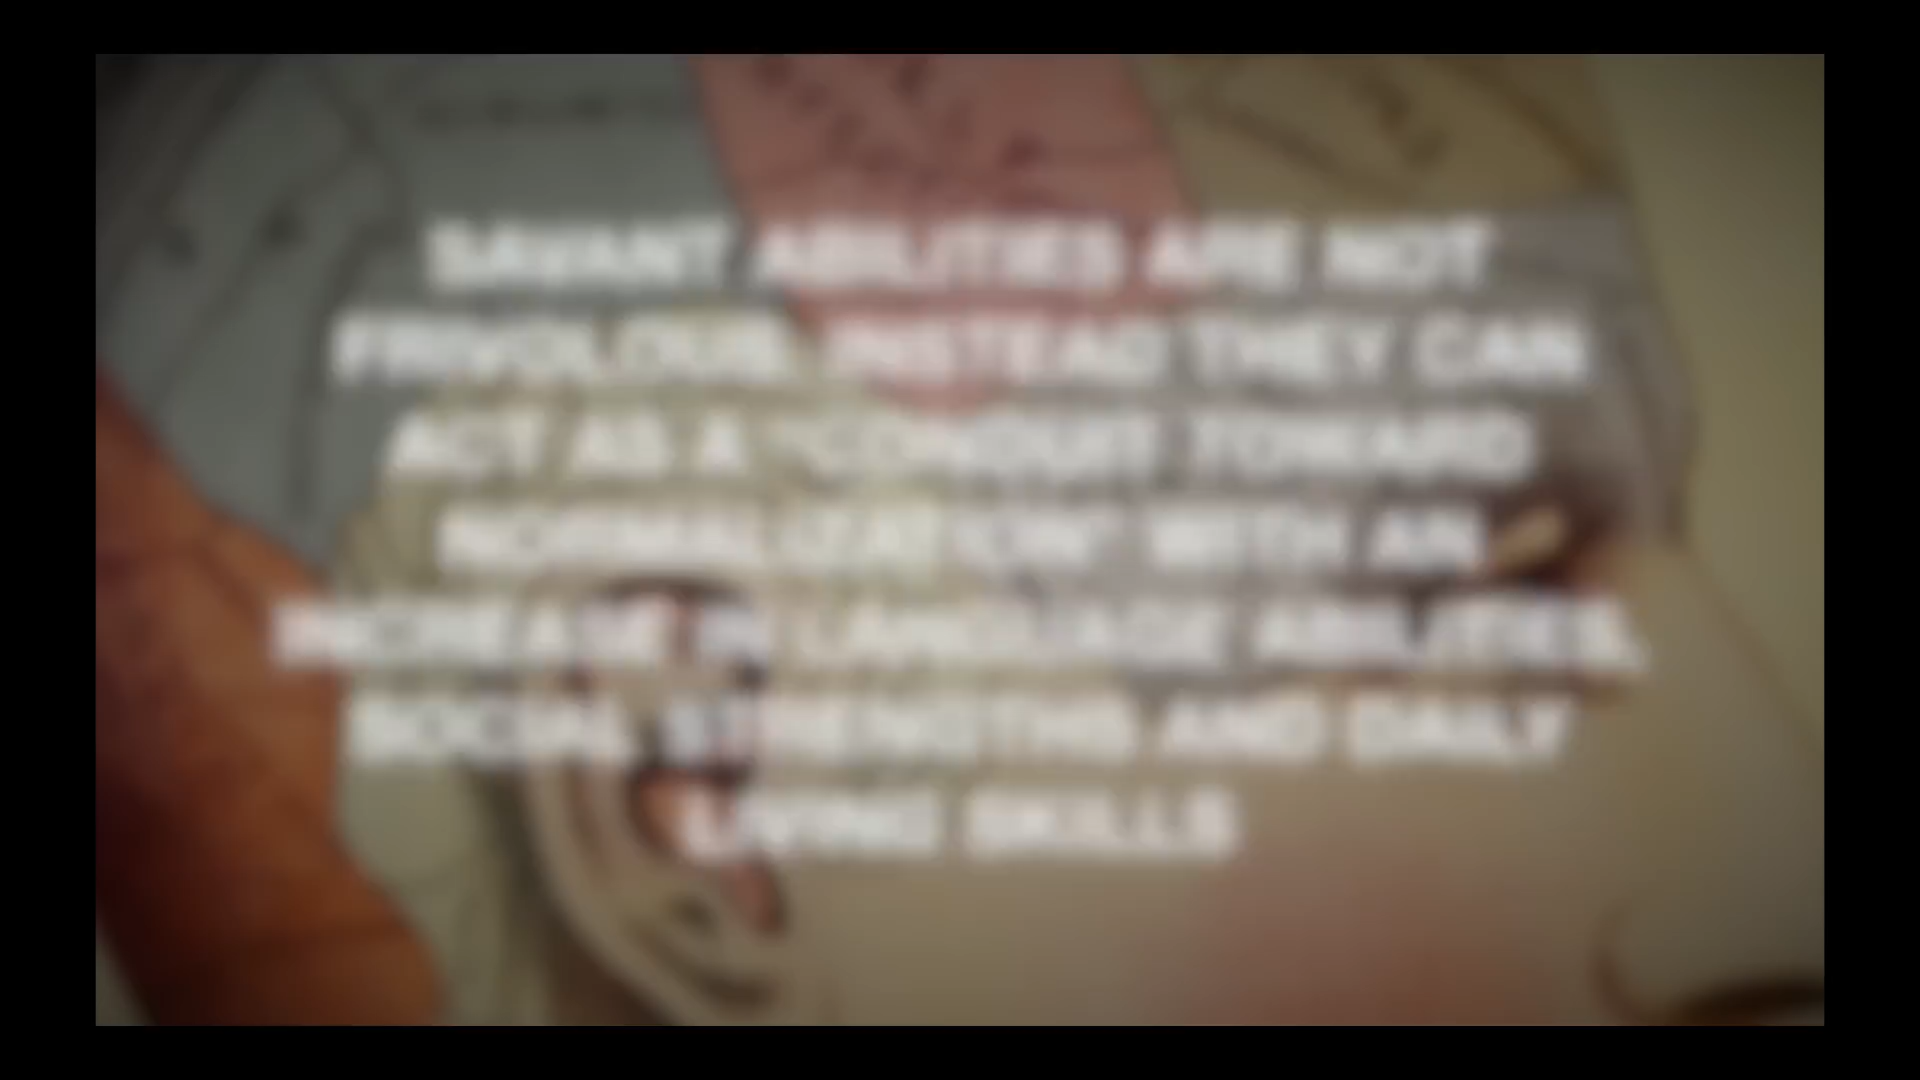 SAVANT ABILITIES ARE NOT
FRIVOLOUS, INSTEAD THEY CAN
ACT AS A "CONDUIT TOWARD
NORMALIZATION" WITH AN
INCREASE IN LANGUAGE ABILITIES,
SOCIAL STRENGTHS AND DAILY
LIVING SKILLS